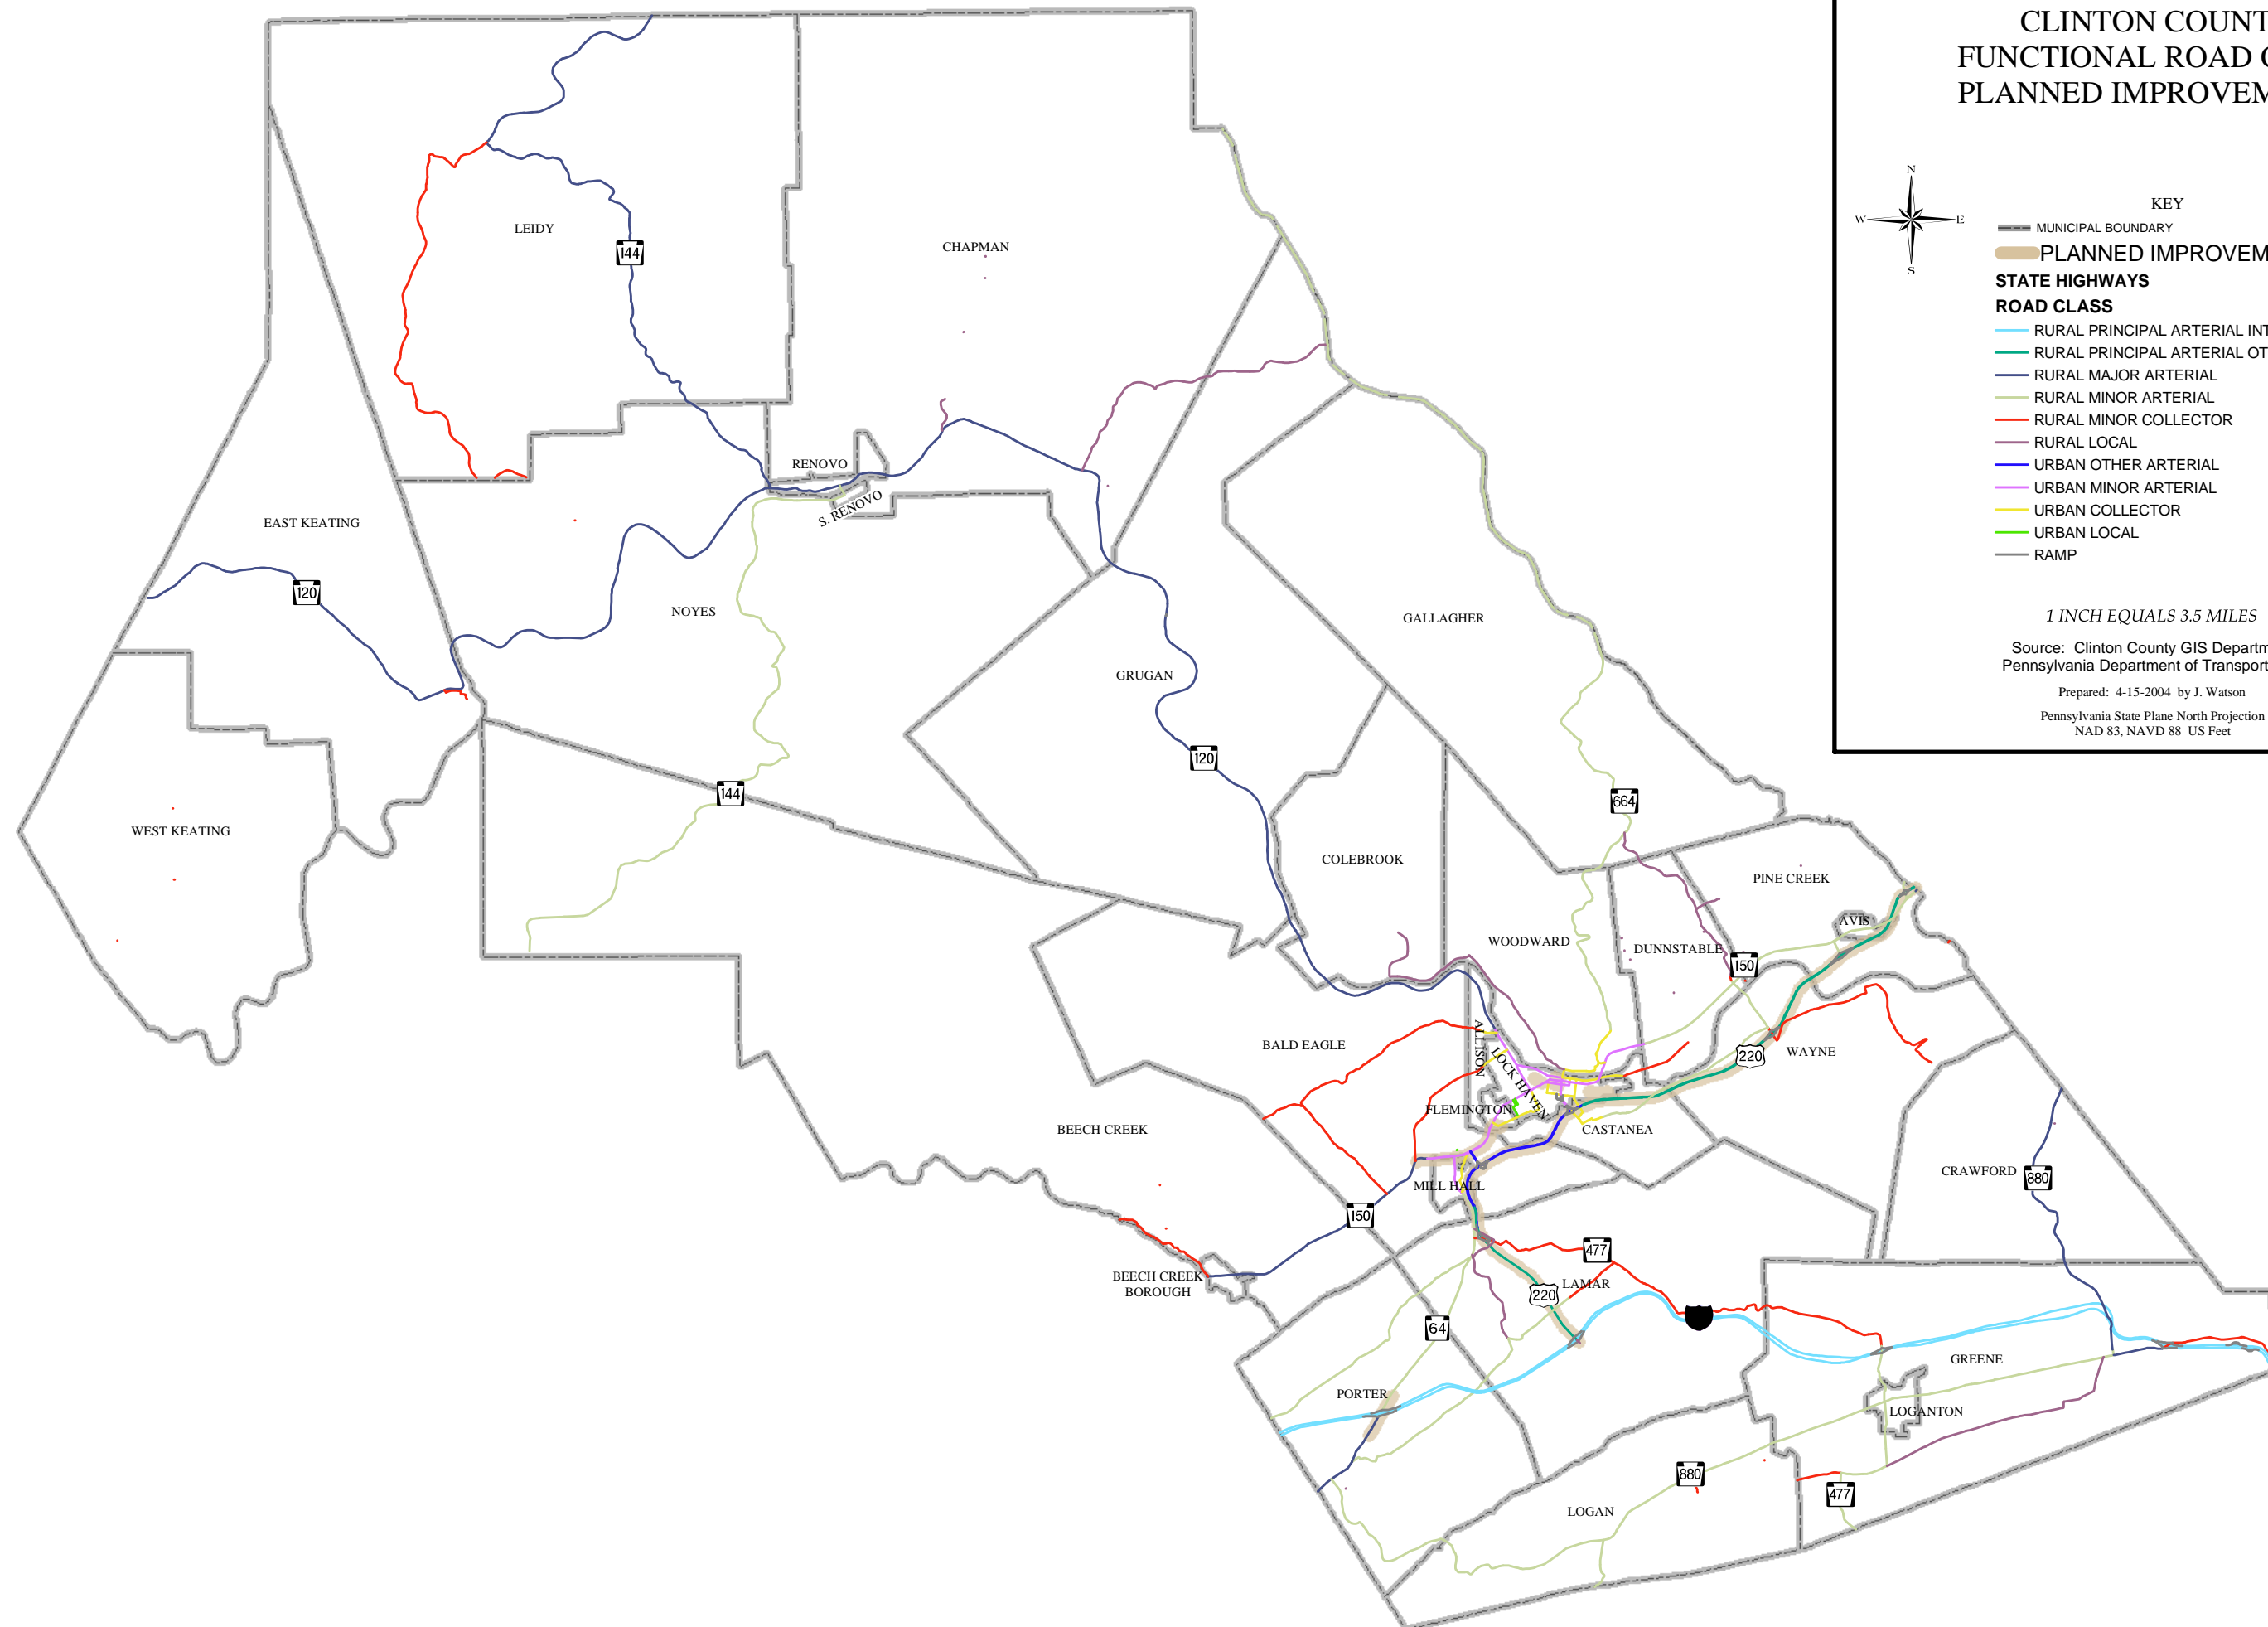 CLINTON COUNT
FUNCTIONAL ROAD
PLANNED IMPROVEM
N
W
E
S
KEY
MUNICIPAL BOUNDARY
PLANNED IMPROVEM
STATE HIGHWAYS
ROAD CLASS
RURAL PRINCIPAL ARTERIAL INT
RURAL PRINCIPAL ARTERIAL OT
RURAL MAJOR ARTERIAL
RURAL MINOR ARTERIAL
RURAL MINOR COLLECTOR
RURAL LOCAL
URBAN OTHER ARTERIAL
URBAN MINOR ARTERIAL
URBAN COLLECTOR
URBAN LOCAL
RAMP
1 INCH EQUALS 3.5 MILES
Source: Clinton County GIS Departm
Pennsylvania Department of Transport
Prepared: 4-15-2004 by J. Watson
Pennsylvania State Plane North Projection
NAD 83, NAVD 88 US Feet
LEIDY
144
CHAPMAN
RENOVO
S. RENOVO
EAST KEATING
120
NOYES
GALLAGHER
GRUGAN
120
144
664
WEST KEATING
COLEBROOK
PINE CREEK
AVIS
WOODWARD
DUNNSTABLE
150
BALD EAGLE
ALLISON
LOCK HAVEN
220
WAYNE
FLEMINGTON
CASTANEA
BEECH CREEK
CRAWFORD
880
MILL HALL
150
477
BEECH CREEK
BOROUGH
LAMAR
220
64
GREENE
PORTER
LOGANTON
880
477
LOGAN